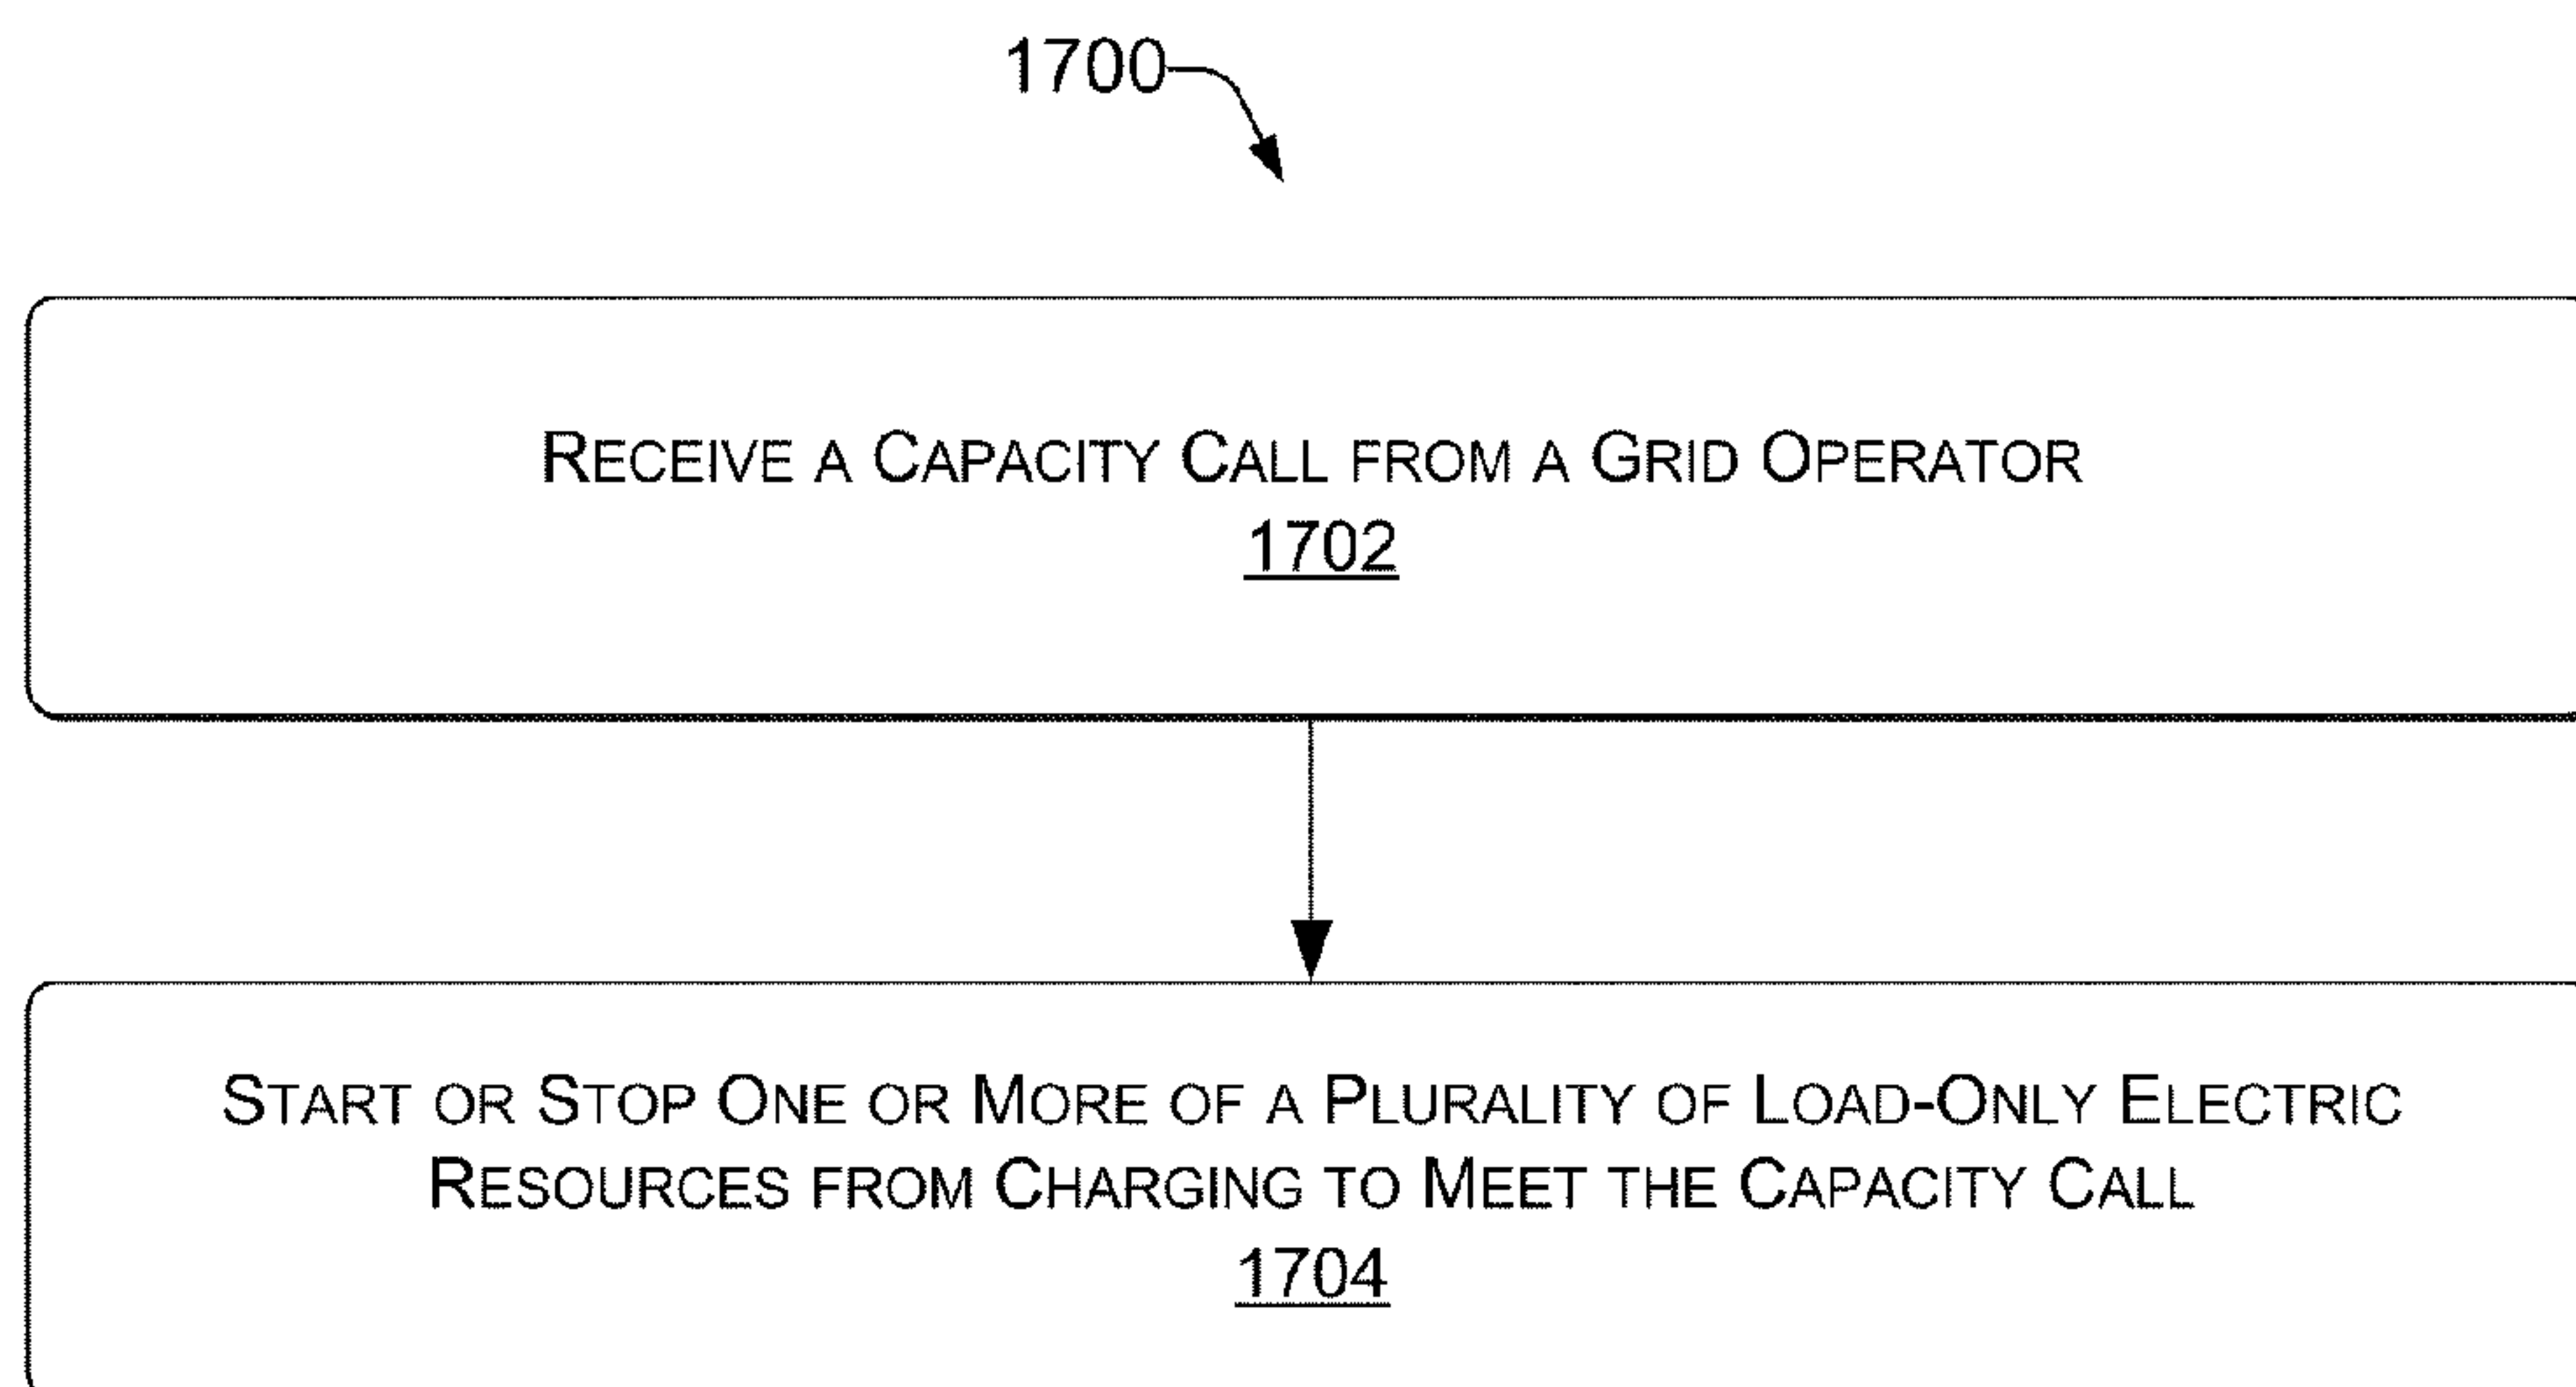 1700
RECEIVE A CAPACITY CALL FROM A GRID OPERATOR
1702
START OR STOP ONE OR MORE OF A PLURALITY OF LOAD-ONLY ELECTRIC
RESOURCES FROM CHARGING TO MEET THE CAPACITY CALL
1704